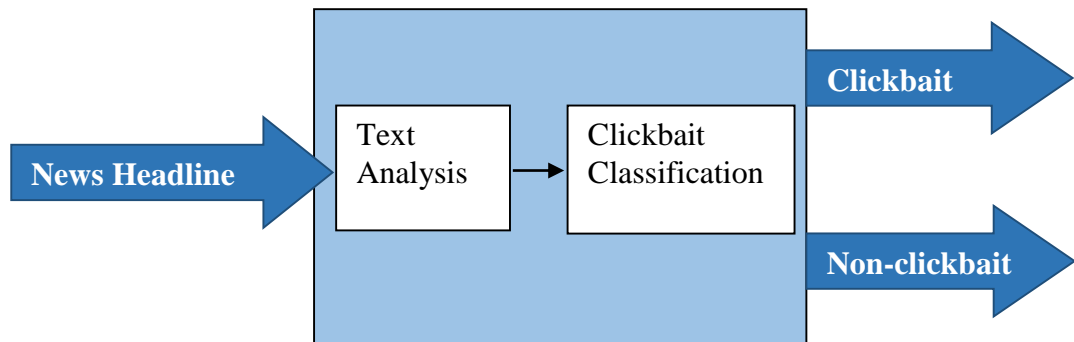 News Headline
Text
Analysis
Clickbait
Classification
Clickbait
Non-clickbait